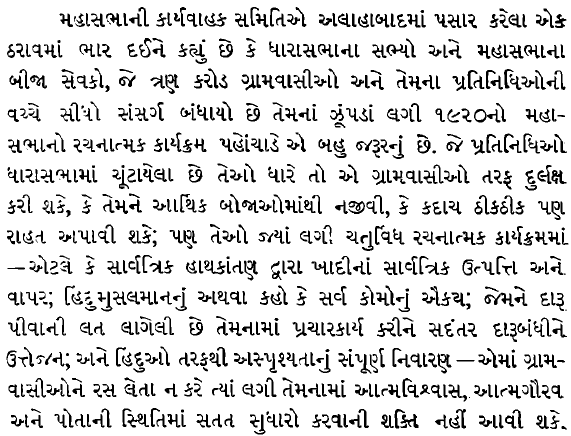 મહાસભાની કાર્યવાહક સમિતિએ અલાહાબાદમાં પસાર કરેલા એક
ઠરાવમાં ભાર દઈને કહ્યું છે કે ધારાસભાના સભ્યો અને મહાસભાના
બીજા સેવકો, જે ત્રણ કરોડ ગ્રામવાસીઓ અને તેમના પ્રતિનિધિઓની
વચ્ચે સીધો સંસર્ગ બંધાયો છે તેમનાં ઝૂંપડાં લગી ૧૯૨૦નો મહા-
સભાનો રચનાત્મક કાર્યક્રમ પહોંચાડે એ બહુ જરૂરનું છે. જે પ્રતિનિધિઓ
ધારાસભામાં ચૂંટાયેલા છે તેઓ ધારે તો એ ગ્રામવાસીઓ તરફ દુર્લક્ષ
કરી શકે, કે તેમને આર્થિક બોજાઓમાંથી નજીવી, કે કદાચ ઠીકઠીક પણ
રાહત અપાવી શકે; પણ તેઓ જ્યાં લગી ચતુવિધ રચનાત્મક કાર્યક્રમમાં
—એટલે કે સાર્વત્રિક હાથકાંતણ દ્વારા ખાદીનાં સાર્વત્રિક ઉત્પત્તિ અને
વાપર; હિંદુમુસલમાનનું અથવા કહો કે સર્વ કોમોનું ઐક્ય; જેમને દારૂ
પીવાની લત લાગેલી છે તેમનામાં પ્રચારકાર્ય કરીને સદંતર દારૂબંધીને
ઉત્તેજન; અને હિંદુઓ તરફથી અસ્પૃશ્યતાનું સંપૂર્ણ નિવારણ — એમાં ગ્રામ-
વાસીઓને રસ લેતા ન કરે ત્યાં લગી તેમનામાં આત્મવિશ્વાસ, આત્મગૌરવ
અને પોતાની સ્થિતિમાં સતત સુધારો કરવાની શક્તિ નહીં આવી શકે.